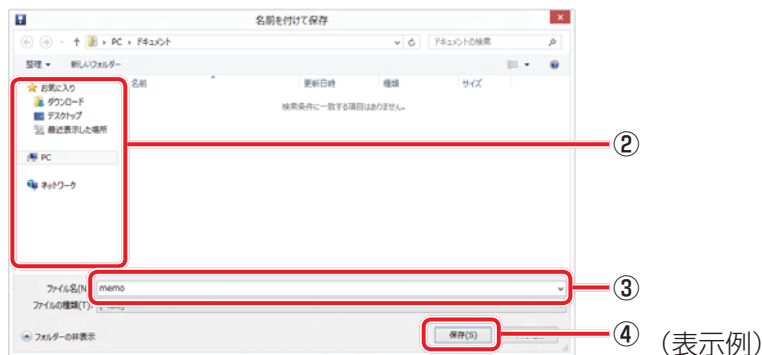 名前を付けて保存
PC ▸ ドキュメント
ドキュメントの検索
整理 ▾ 新しいフォルダー
お気に入り
ダウンロード
デスクトップ
最近表示した場所
PC
ネットワーク
名前 更新日時 種類 サイズ
検索条件に一致する項目はありません。
②
ファイル名(N
memo
③
ファイルの種類(T):
フォルダーの非表示
保存(S)
④
(表示例)